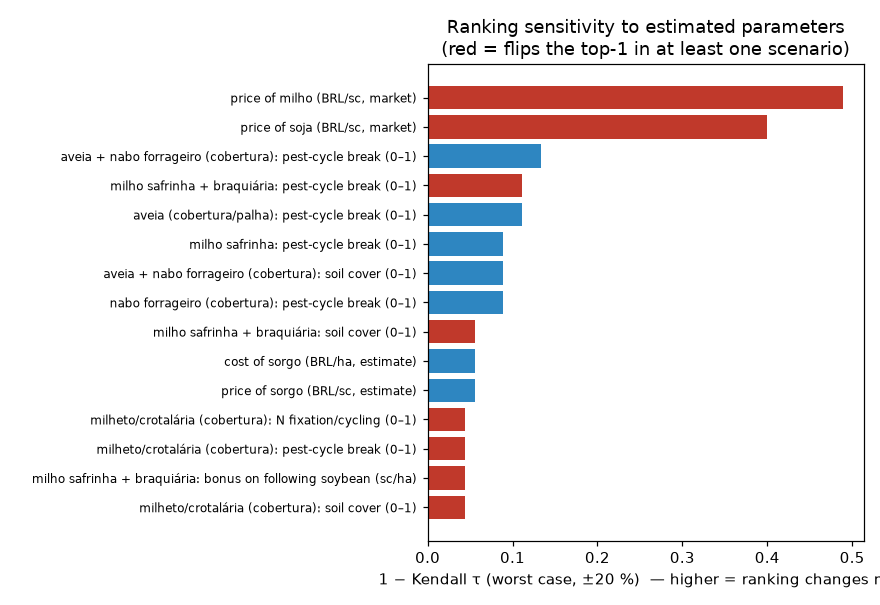 Ranking sensitivity to estimated parameters
(red = flips the top-1 in at least one scenario)
price of milho (BRL/sc, market)
price of soja (BRL/sc, market)
aveia + nabo forrageiro (cobertura): pest-cycle break (0–1)
milho safrinha + braquiária: pest-cycle break (0–1)
aveia (cobertura/palha): pest-cycle break (0–1)
milho safrinha: pest-cycle break (0–1)
aveia + nabo forrageiro (cobertura): soil cover (0–1)
nabo forrageiro (cobertura): pest-cycle break (0–1)
milho safrinha + braquiária: soil cover (0–1)
cost of sorgo (BRL/ha, estimate)
price of sorgo (BRL/sc, estimate)
milheto/crotalária (cobertura): N fixation/cycling (0–1)
milheto/crotalária (cobertura): pest-cycle break (0–1)
milho safrinha + braquiária: bonus on following soybean (sc/ha)
milheto/crotalária (cobertura): soil cover (0–1)
0.0 0.1 0.2 0.3 0.4 0.5
1 − Kendall τ (worst case, ±20 %) — higher = ranking changes